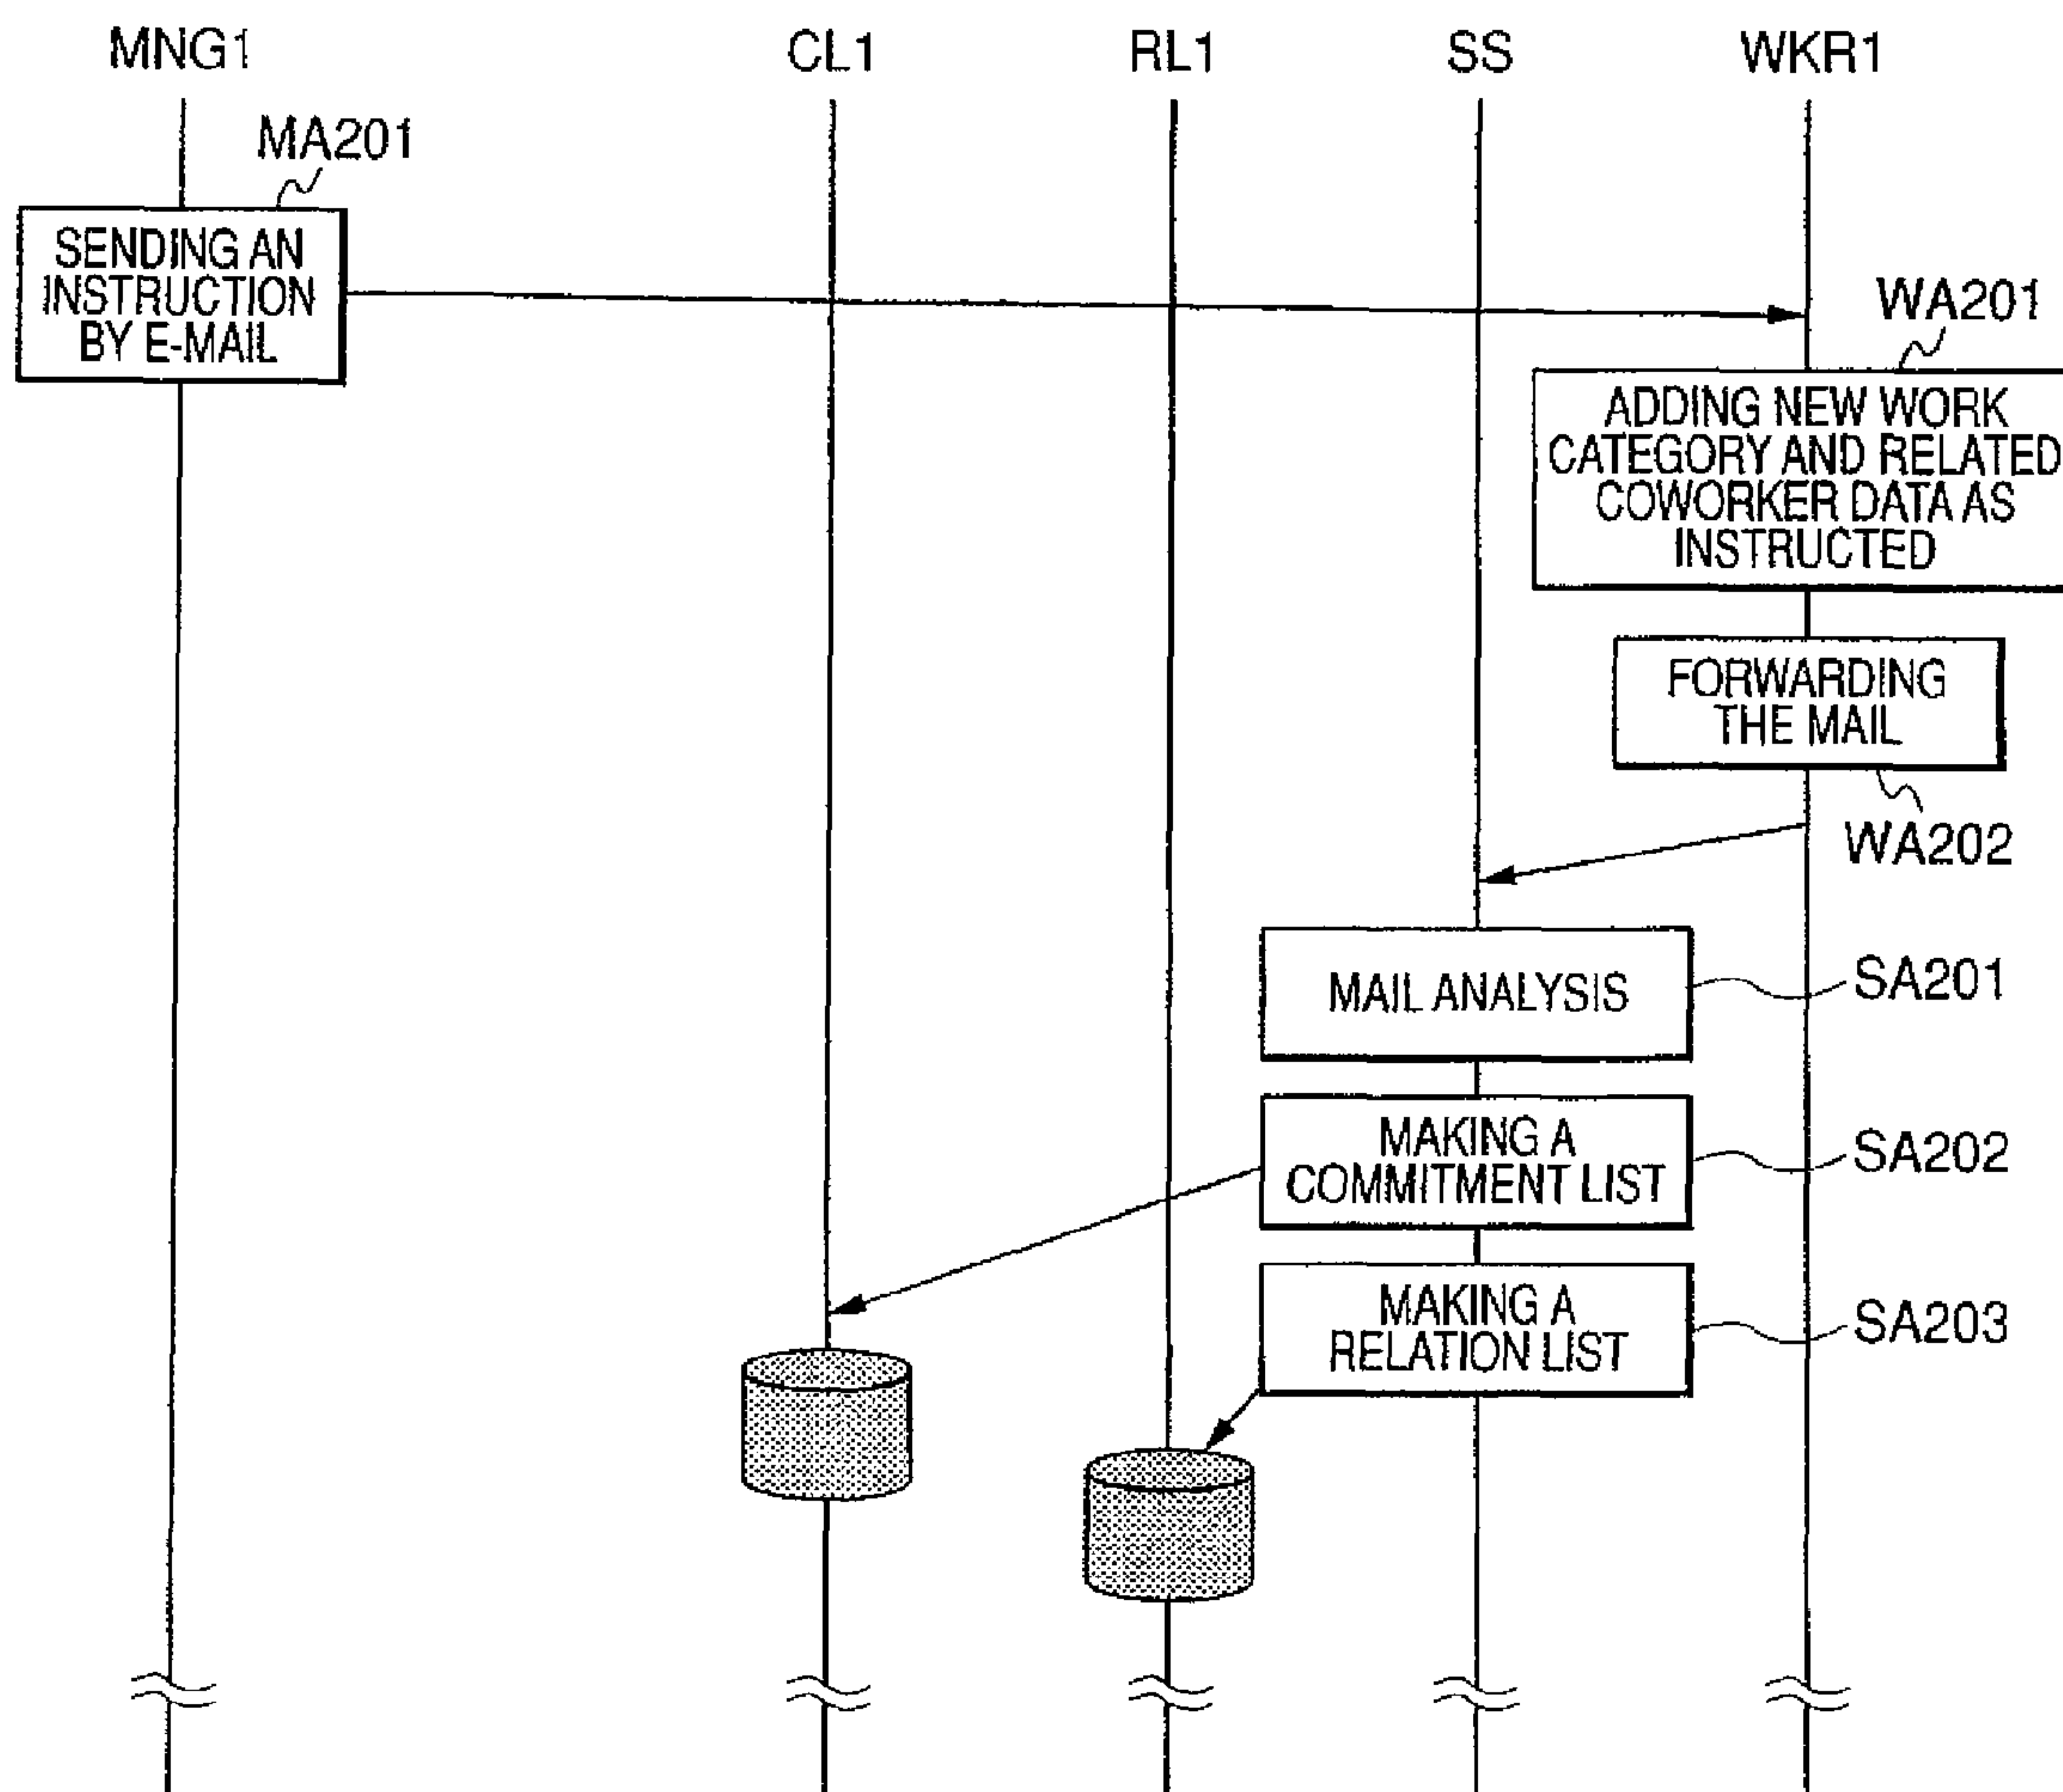 MNG1
CL1
RL1
SS
WKR1
MA201
SENDING AN
INSTRUCTION
BY E-MAIL
WA201
ADDING NEW WORK
CATEGORY AND RELATED
COWORKER DATA AS
INSTRUCTED
FORWARDING
THE MAIL
WA202
MAIL ANALYSIS
SA201
MAKING A
COMMITMENT LIST
SA202
MAKING A
RELATION LIST
SA203